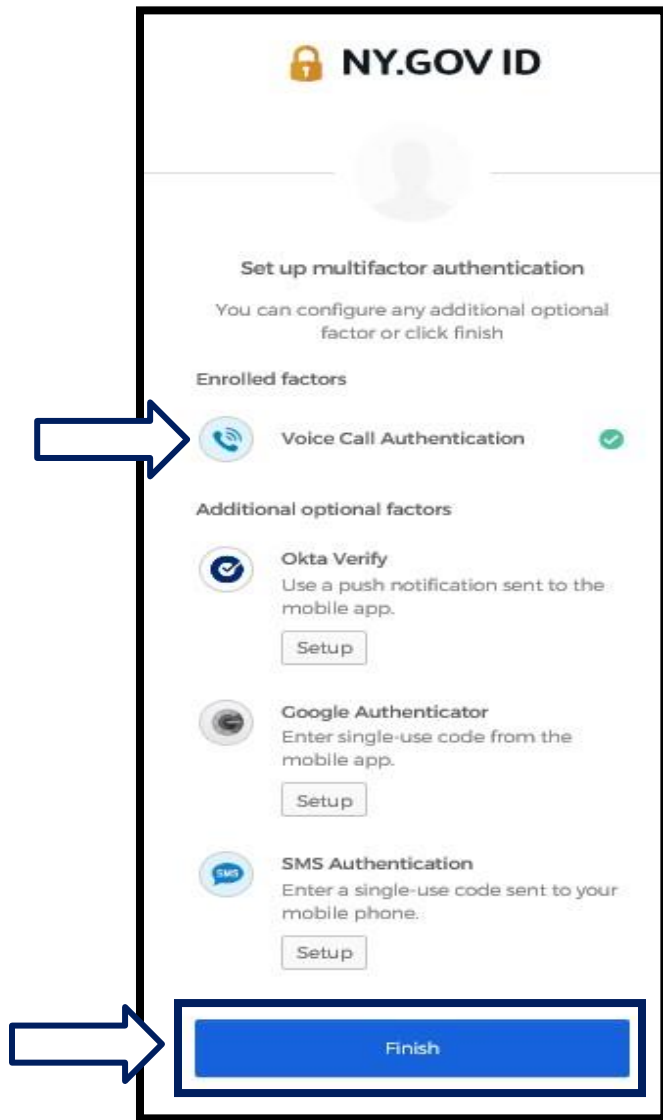 NY.GOV ID
Set up multifactor authentication
You can configure any additional optional
factor or click finish
Enrolled factors
Voice Call Authentication
Additional optional factors
Okta Verify
Use a push notification sent to the
mobile app.
Setup
Google Authenticator
Enter single-use code from the
mobile app.
Setup
SMS
SMS Authentication
Enter a single-use code sent to your
mobile phone.
Setup
Finish